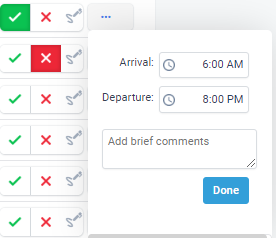 Arrival: 6:00 AM
Departure: 8:00 PM
Add brief comments
Done